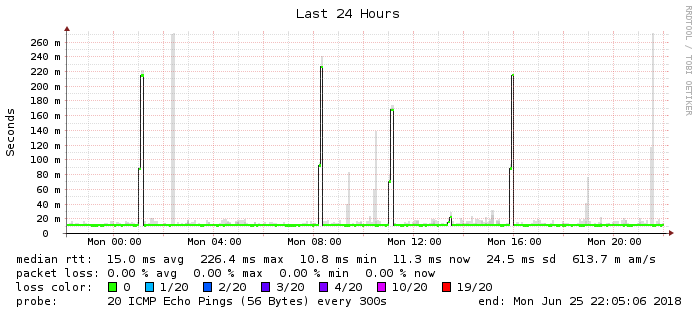 Last 24 Hours
RRDTOOL / TOBI OETIKER
Seconds
260 m
240 m
220 m
200 m
180 m
160 m
140 m
120 m
100 m
80 m
60 m
40 m
20 m
0
Mon 00:00 Mon 04:00 Mon 08:00 Mon 12:00 Mon 16:00 Mon 20:00
median rtt: 15.0 ms avg 226.4 ms max 10.8 ms min 11.3 ms now 24.5 ms sd 613.7 m am/s
packet loss: 0.00 % avg 0.00 % max 0.00 % min 0.00 % now
loss color: 0 1/20 2/20 3/20 4/20 10/20 19/20
probe: 20 ICMP Echo Pings (56 Bytes) every 300s end: Mon Jun 25 22:05:06 2018